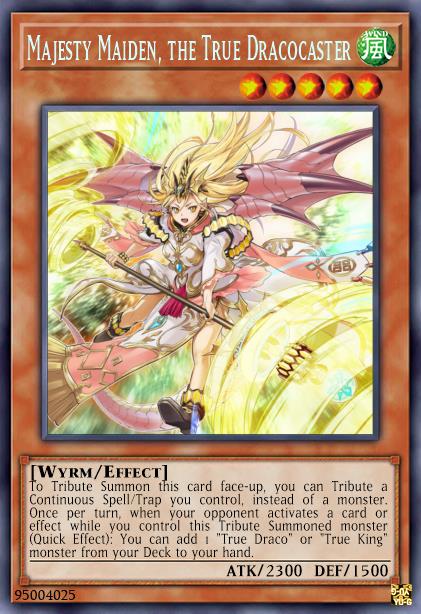 MAJESTY MAIDEN, THE TRUE DRACOCASTER
WIND
風
[WYRM/EFFECT]
To Tribute Summon this card face-up, you can Tribute a
Continuous Spell/Trap you control, instead of a monster.
Once per turn, when your opponent activates a card or
effect while you control this Tribute Summoned monster
(Quick Effect): You can add 1 "True Draco" or "True King"
monster from your Deck to your hand.
ATK/2300 DEF/1500
95004025